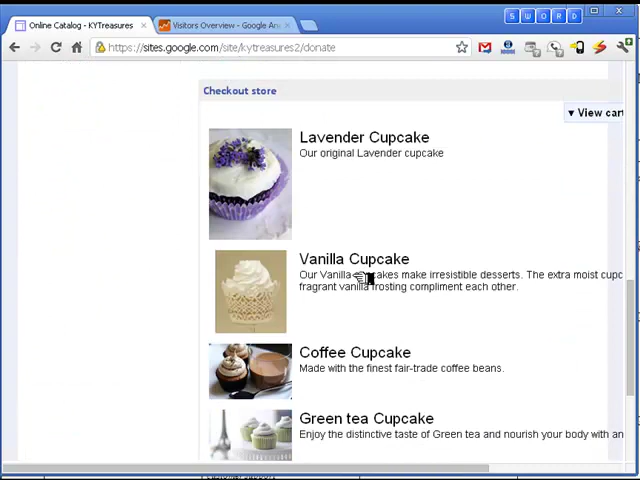 SWORD
Online Catalog - KYTreasures
Visitors Overview - Google An
https://sites.google.com/site/kytreasures2/donate
Checkout store
▼ View cart
Lavender Cupcake
Our original Lavender cupcake
Vanilla Cupcake
Our Vanilla cakes make irresistible desserts. The extra moist cupc
fragrant vanilla frosting compliment each other.
Coffee Cupcake
Made with the finest fair-trade coffee beans.
Green tea Cupcake
Enjoy the distinctive taste of Green tea and nourish your body with an